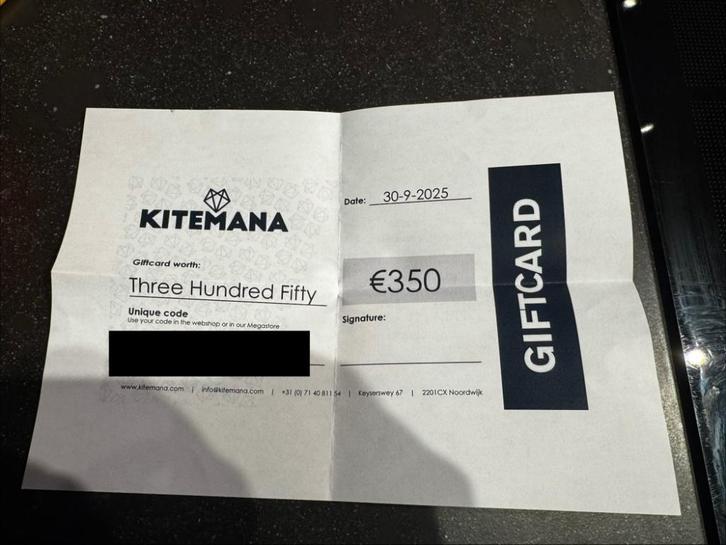 KITEMANA
Giftcard worth:
Three Hundred Fifty
Unique code
Use your code in the webshop or in our Megastore
Date: 30-9-2025
€350
Signature:
www.kitemana.com | info@kitemana.com | +31 (0) 71 40 811 54 | Keyserswey 67 | 2201CX Noordwijk
GIFTCARD